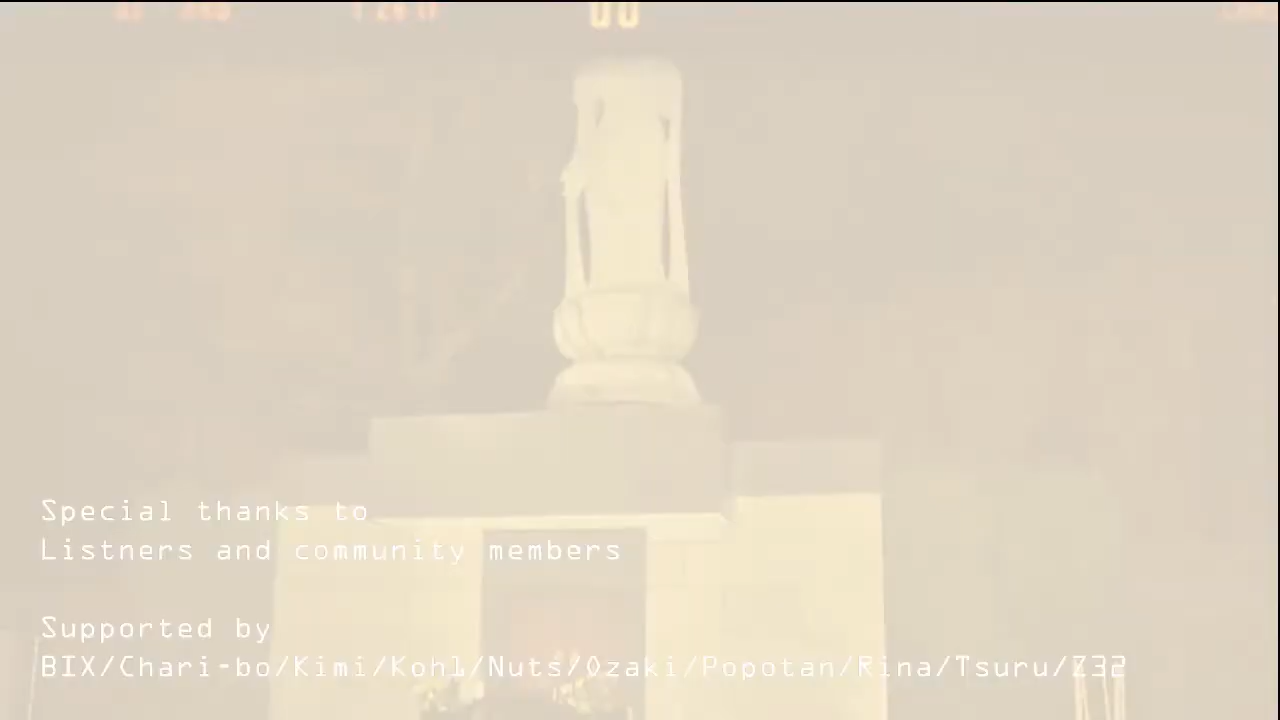 Special thanks to
Listners and community members
Supported by
BIX/Chari-bo/Kimi/Kohl/Nuts/Ozaki/Popotan/Rina/Tsuru/Z32